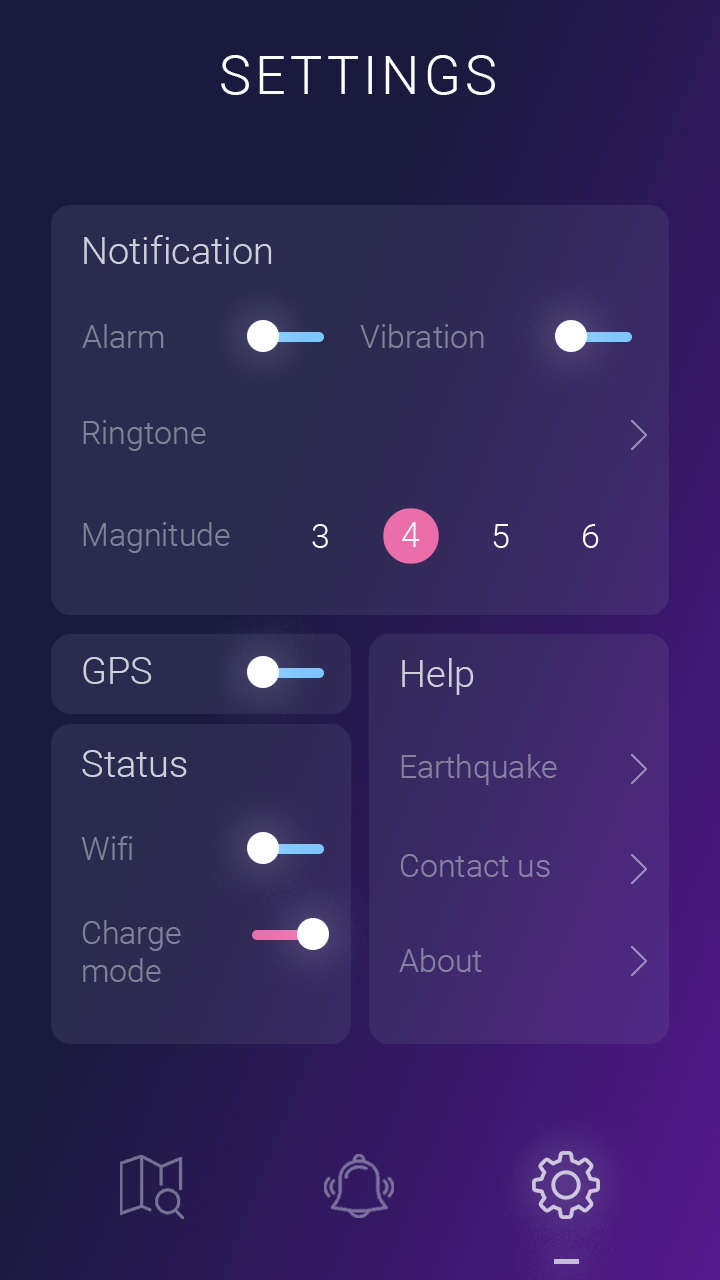 SETTINGS
Notification
Alarm Vibration
Ringtone
Magnitude 3 4 5 6
GPS
Status
Wifi
Charge
mode
Help
Earthquake
Contact us
About